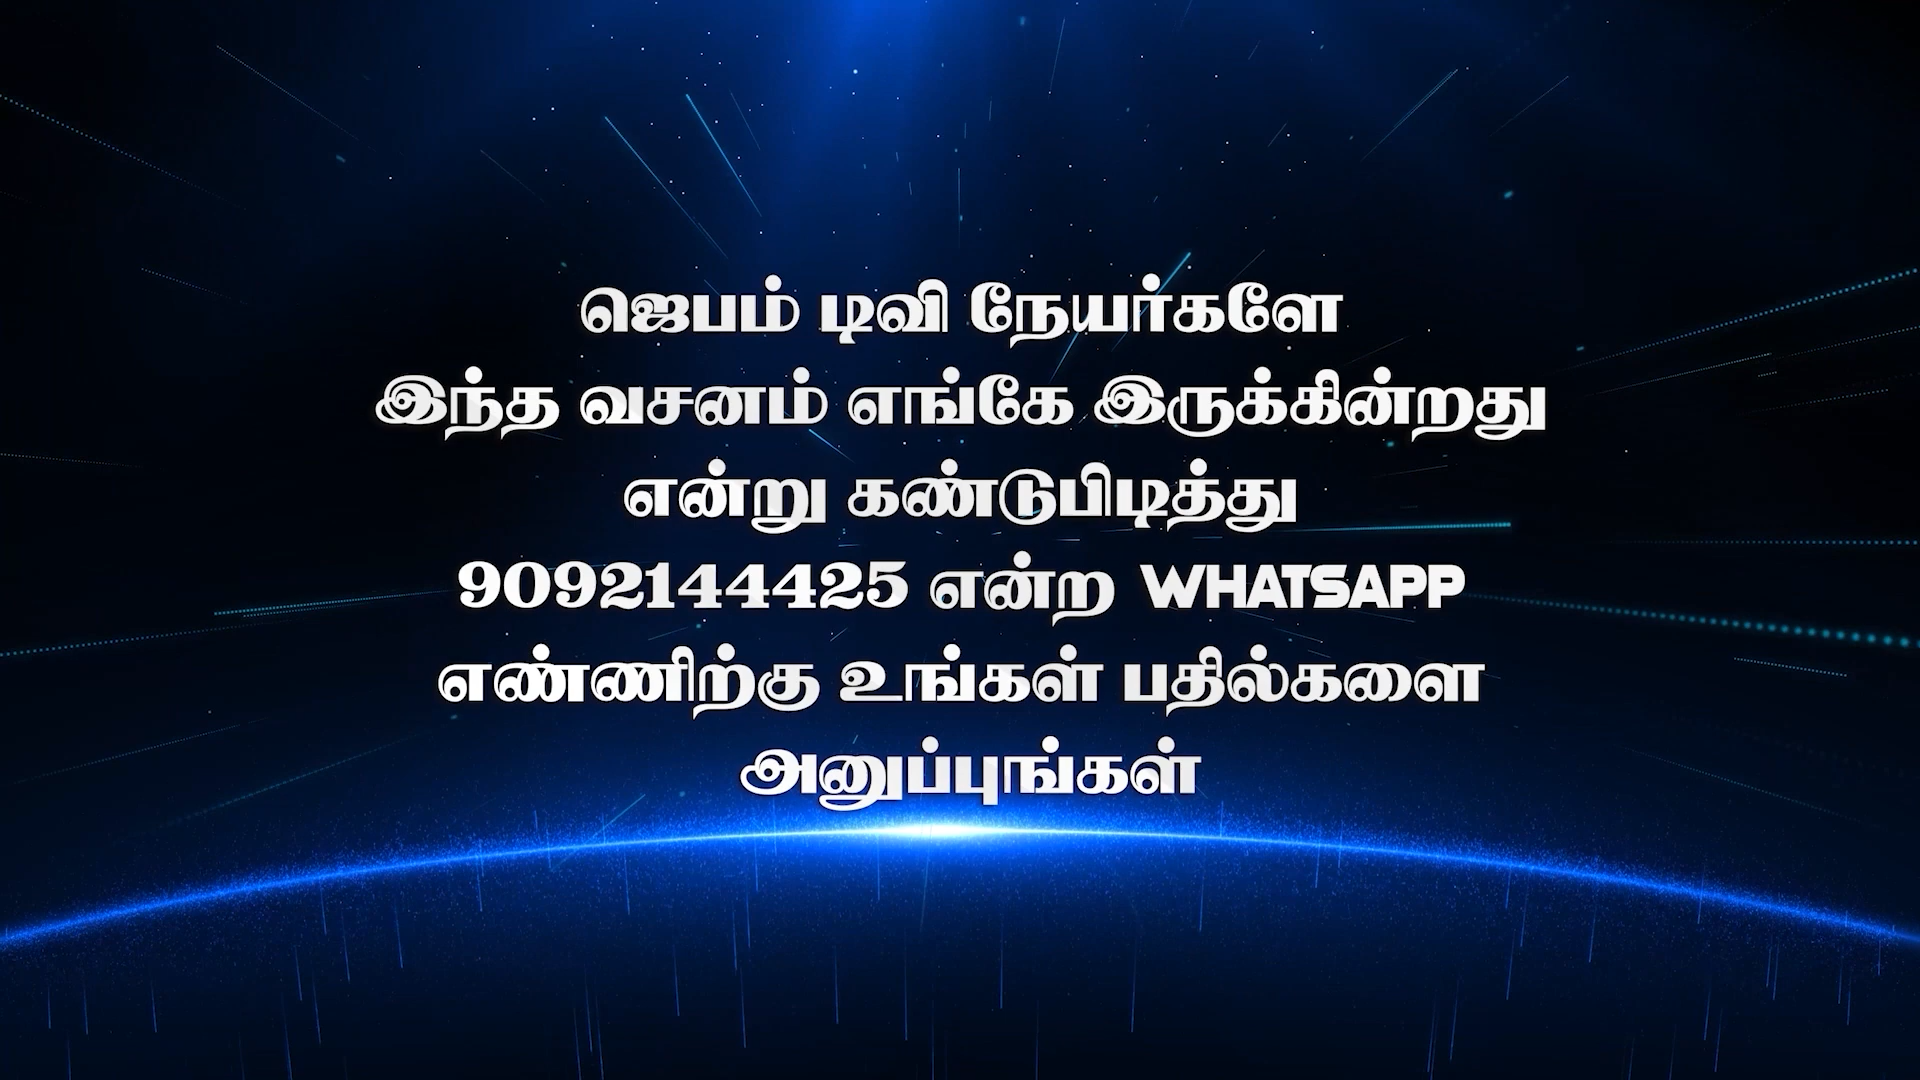 ஜெபம் டிவி நேயர்களே
இந்த வசனம் எங்கே இருக்கின்றது
என்று கண்டுபிடித்து
9092144425 என்ற WHATSAPP
எண்ணிற்கு உங்கள் பதில்களை
அனுப்புங்கள்